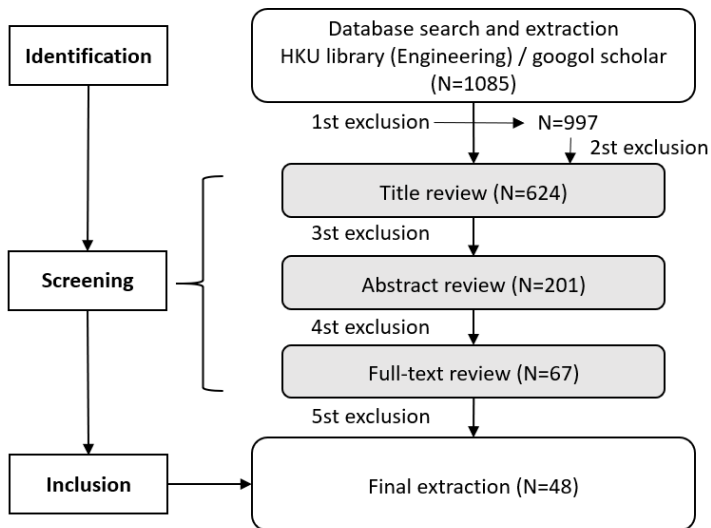 Identification
Database search and extraction
HKU library (Engineering) / googol scholar
(N=1085)
1st exclusion
N=997
2st exclusion
Title review (N=624)
3st exclusion
Screening
Abstract review (N=201)
4st exclusion
Full-text review (N=67)
5st exclusion
Inclusion
Final extraction (N=48)